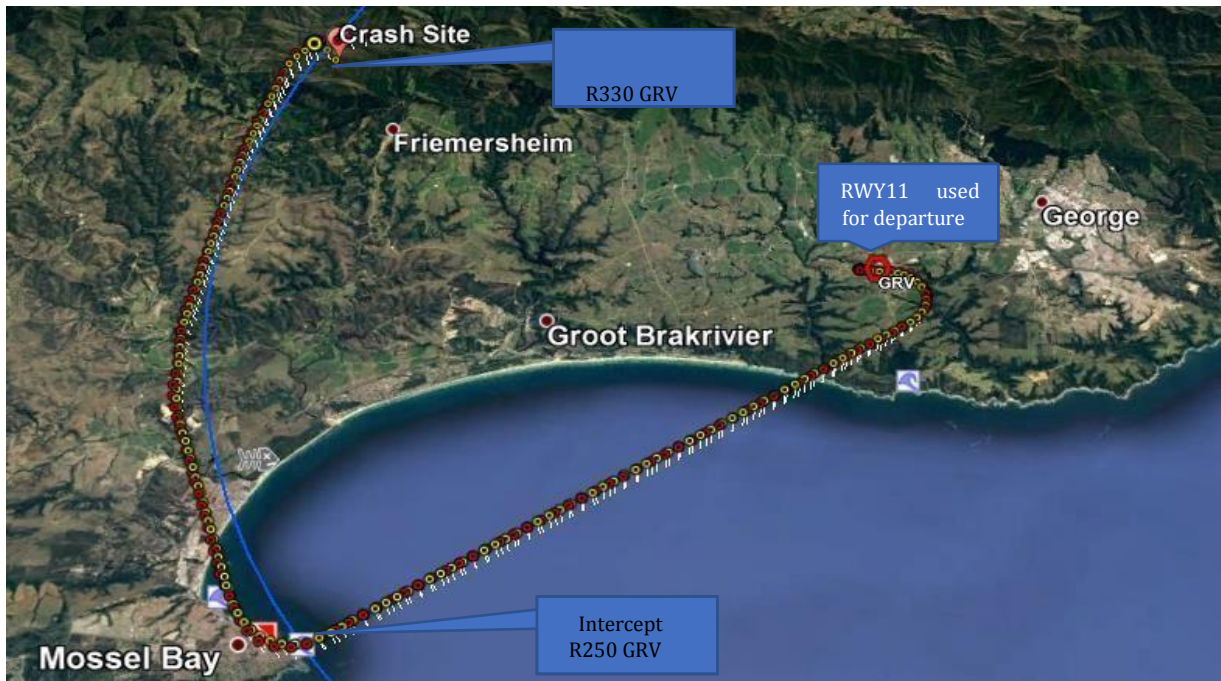 Crash Site
R330 GRV
Friemersheim
RWY11 used
for departure
George
GRV
Groot Brakrivier
Intercept
R250 GRV
Mossel Bay